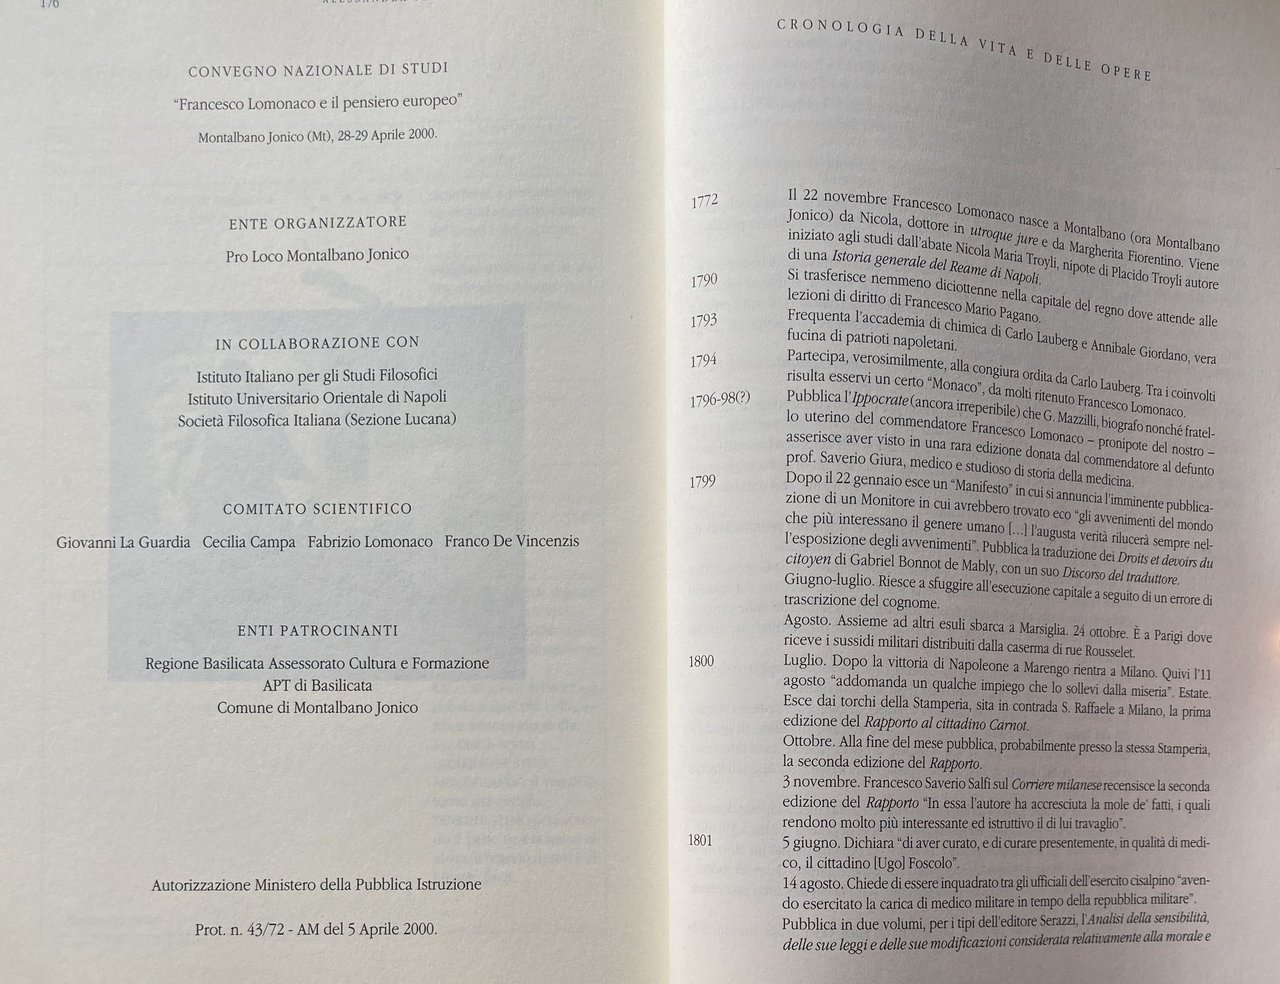 176
CONVEGNO NAZIONALE DI STUDI
“Francesco Lomonaco e il pensiero europeo”
Montalbano Jonico (Mt), 28-29 Aprile 2000.
ENTE ORGANIZZATORE
Pro Loco Montalbano Jonico
IN COLLABORAZIONE CON
Istituto Italiano per gli Studi Filosofici
Istituto Universitario Orientale di Napoli
Società Filosofica Italiana (Sezione Lucana)
COMITATO SCIENTIFICO
Giovanni La Guardia Cecilia Campa Fabrizio Lomonaco Franco De Vincenzis
ENTI PATROCINANTI
Regione Basilicata Assessorato Cultura e Formazione
APT di Basilicata
Comune di Montalbano Jonico
Autorizzazione Ministero della Pubblica Istruzione
Prot. n. 43/72 - AM del 5 Aprile 2000.
CRONOLOGIA DELLA VITA E DELLE OPERE
1772 Il 22 novembre Francesco Lomonaco nasce a Montalbano (ora Montalbano
Jonico) da Nicola, dottore in utroque jure e da Margherita Fiorentino. Viene
iniziato agli studi dall'abate Nicola Maria Troyli, nipote di Placido Troyli autore
di una Istoria generale del Reame di Napoli.
1790 Si trasferisce nemmeno diciottenne nella capitale del regno dove attende alle
lezioni di diritto di Francesco Mario Pagano.
1793 Frequenta l'accademia di chimica di Carlo Lauberg e Annibale Giordano, vera
fucina di patrioti napoletani.
1794 Partecipa, verosimilmente, alla congiura ordita da Carlo Lauberg. Tra i coinvolti
risulta esservi un certo “Monaco”, da molti ritenuto Francesco Lomonaco.
1796-98(?) Pubblica l'Ippocrate (ancora irreperibile) che G. Mazzilli, biografo nonché fratel-
lo uterino del commendatore Francesco Lomonaco – pronipote del nostro –
asserisce aver visto in una rara edizione donata dal commendatore al defunto
prof. Saverio Giura, medico e studioso di storia della medicina.
1799 Dopo il 22 gennaio esce un “Manifesto” in cui si annuncia l'imminente pubblica-
zione di un Monitore in cui avrebbero trovato eco “gli avvenimenti del mondo
che più interessano il genere umano [...] l'augusta verità rilucerà sempre nel-
l'esposizione degli avvenimenti”. Pubblica la traduzione dei Droits et devoirs du
citoyen di Gabriel Bonnot de Mably, con un suo Discorso del traduttore.
Giugno-luglio. Riesce a sfuggire all'esecuzione capitale a seguito di un errore di
trascrizione del cognome.
Agosto. Assieme ad altri esuli sbarca a Marsiglia. 24 ottobre. È a Parigi dove
riceve i sussidi militari distribuiti dalla caserma di rue Rousselet.
1800 Luglio. Dopo la vittoria di Napoleone a Marengo rientra a Milano. Quivi l'11
agosto “addomanda un qualche impiego che lo sollevi dalla miseria”. Estate.
Esce dai torchi della Stamperia, sita in contrada S. Raffaele a Milano, la prima
edizione del Rapporto al cittadino Carnot.
Ottobre. Alla fine del mese pubblica, probabilmente presso la stessa Stamperia,
la seconda edizione del Rapporto.
3 novembre. Francesco Saverio Salfi sul Corriere milanese recensisce la seconda
edizione del Rapporto “In essa l'autore ha accresciuta la mole de' fatti, i quali
rendono molto più interessante ed istruttivo il di lui travaglio”.
1801 5 giugno. Dichiara “di aver curato, e di curare presentemente, in qualità di medi-
co, il cittadino [Ugo] Foscolo”.
14 agosto. Chiede di essere inquadrato tra gli ufficiali dell'esercito cisalpino “aven-
do esercitato la carica di medico militare in tempo della repubblica militare”.
Pubblica in due volumi, per i tipi dell'editore Serazzi, l'Analisi della sensibilità,
delle sue leggi e delle sue modificazioni considerata relativamente alla morale e